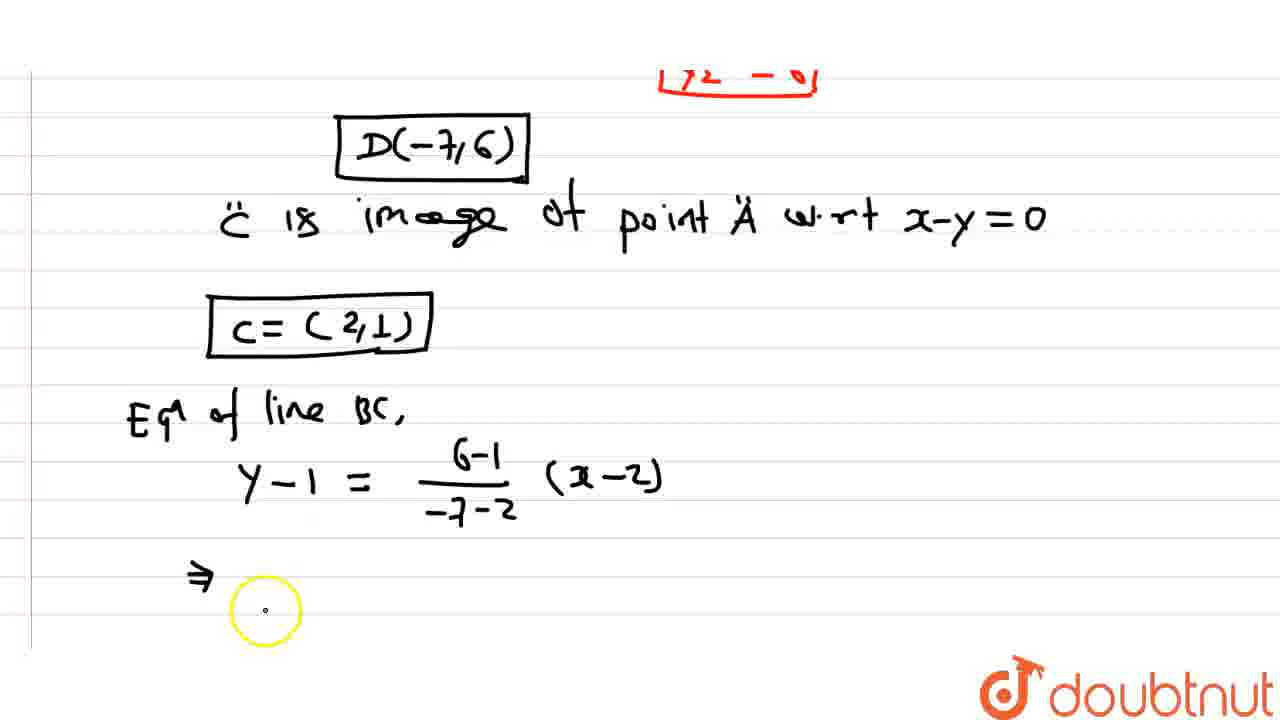 D(-7,6)
"C is image of point "A w.r.t x-y=0
C= (2,1)
Eqn of line BC,
Y-1 = 6-1/-7-2 (x-2)
⇒
doubtnut